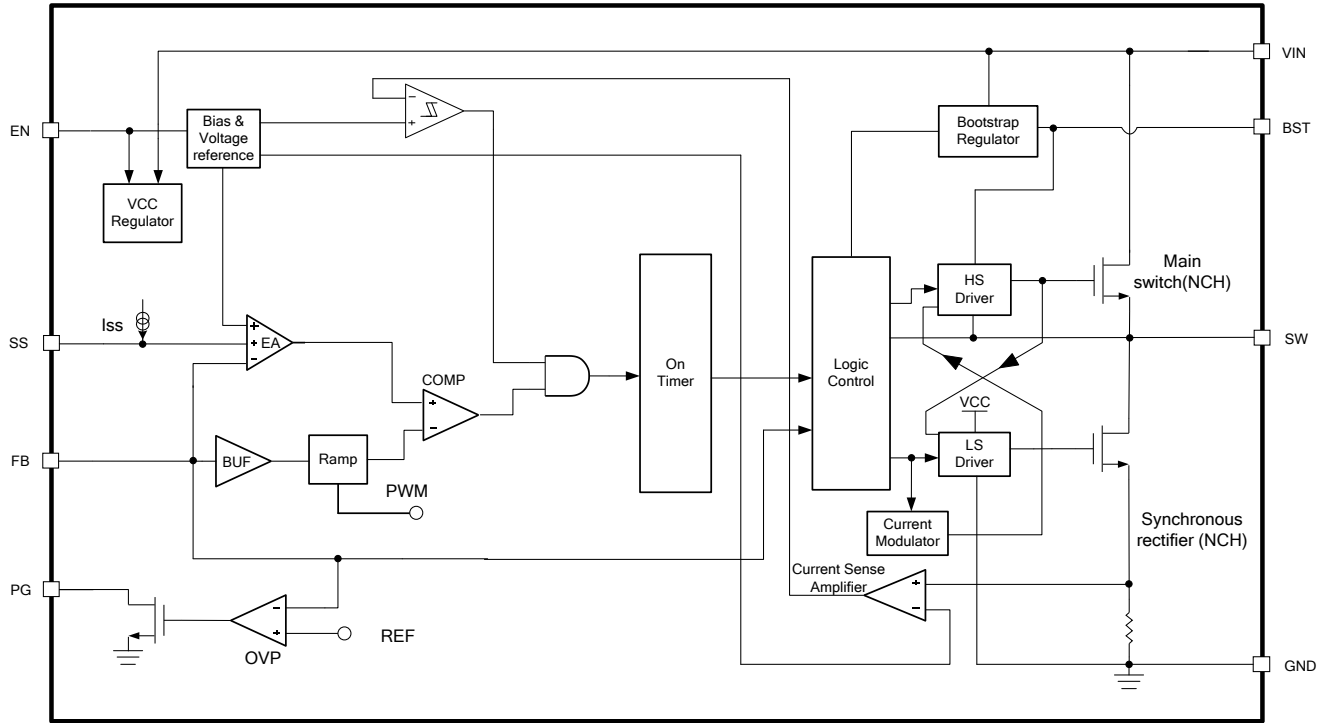 VIN
EN
Bias &
Voltage
reference
−
+
Bootstrap
Regulator
BST
VCC
Regulator
HS
Driver
Main
switch(NCH)
Iss
SS
+
+
−
EA
On
Timer
Logic
Control
SW
COMP
+
−
VCC
LS
Driver
FB
BUF
Ramp
PWM
Current
Modulator
Synchronous
rectifier (NCH)
Current Sense
Amplifier
+
−
PG
−
+
REF
OVP
GND